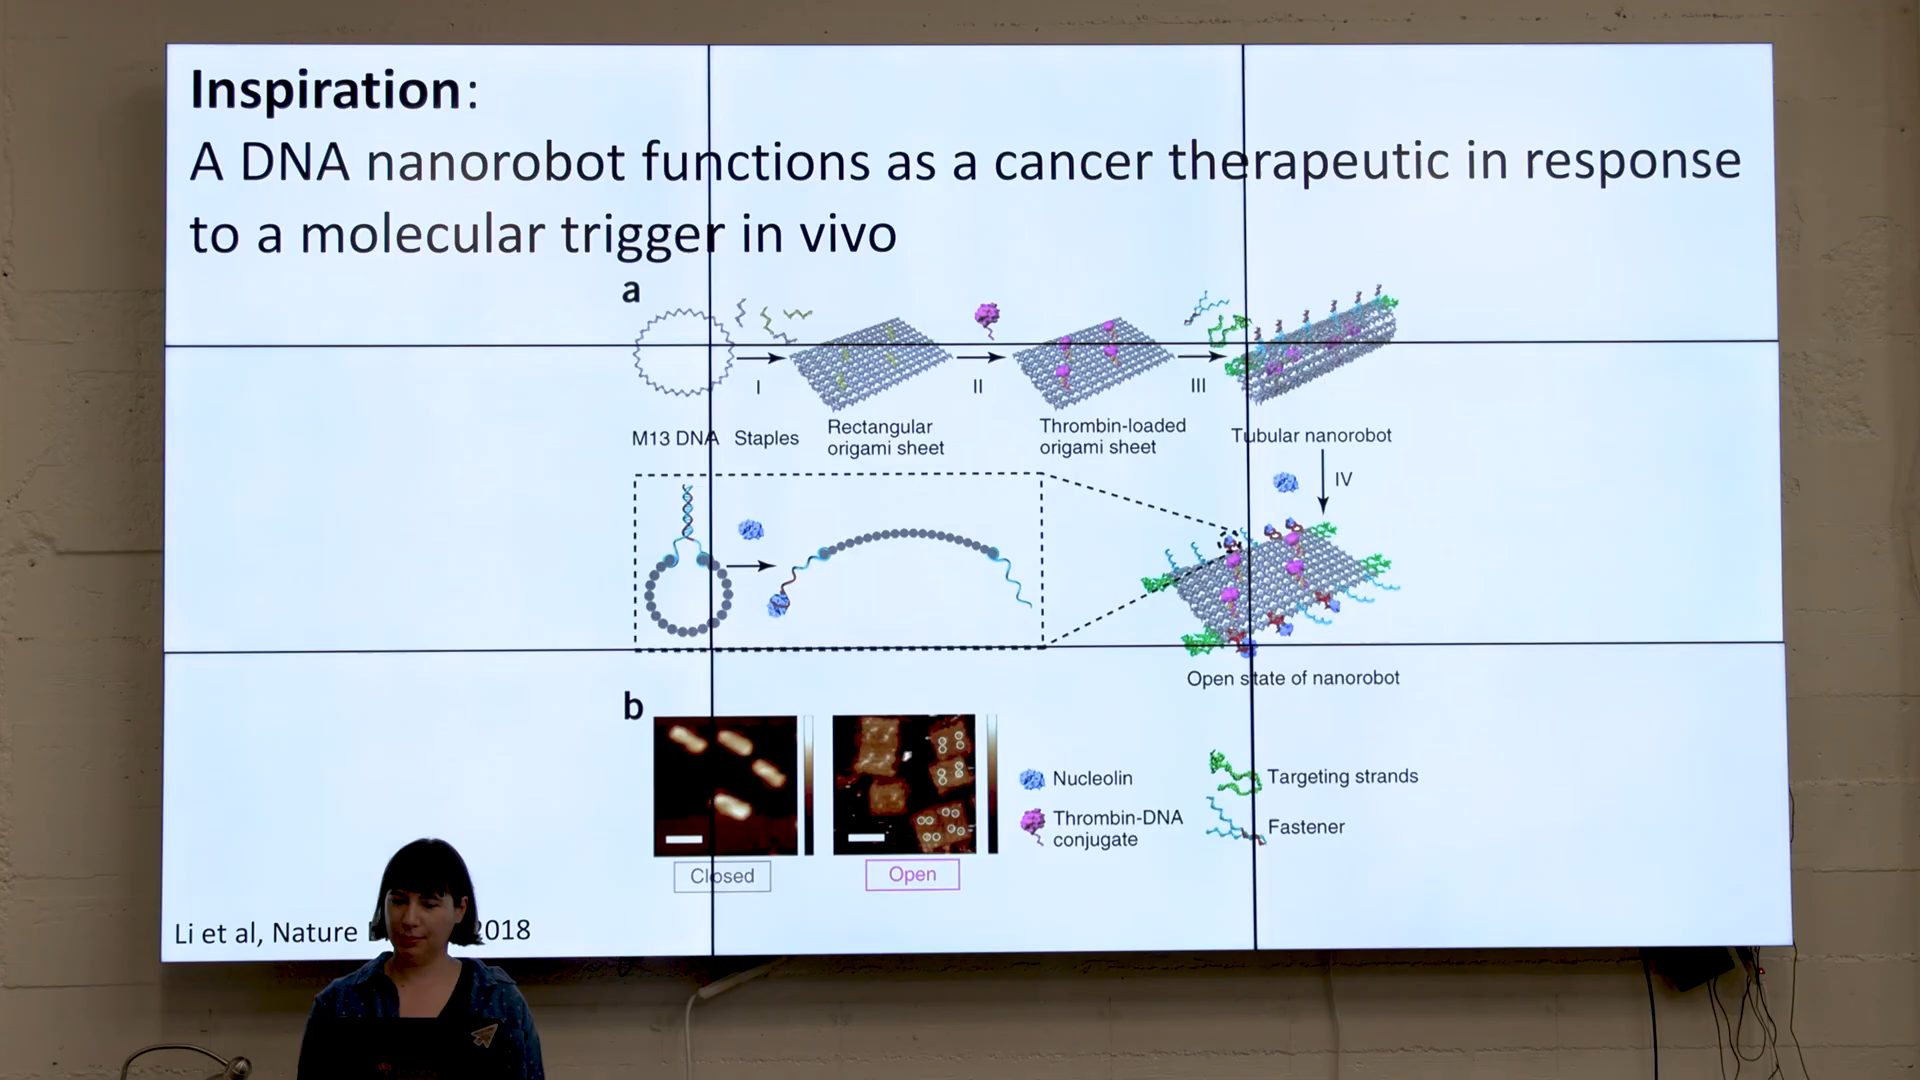 Inspiration:
A DNA nanorobot functions as a cancer therapeutic in response
to a molecular trigger in vivo
a
I
II
III
M13 DNA
Staples
Rectangular
origami sheet
Thrombin-loaded
origami sheet
Tubular nanorobot
IV
Open state of nanorobot
b
Nucleolin
Thrombin-DNA
conjugate
Targeting strands
Fastener
Closed
Open
Li et al, Nature 2018